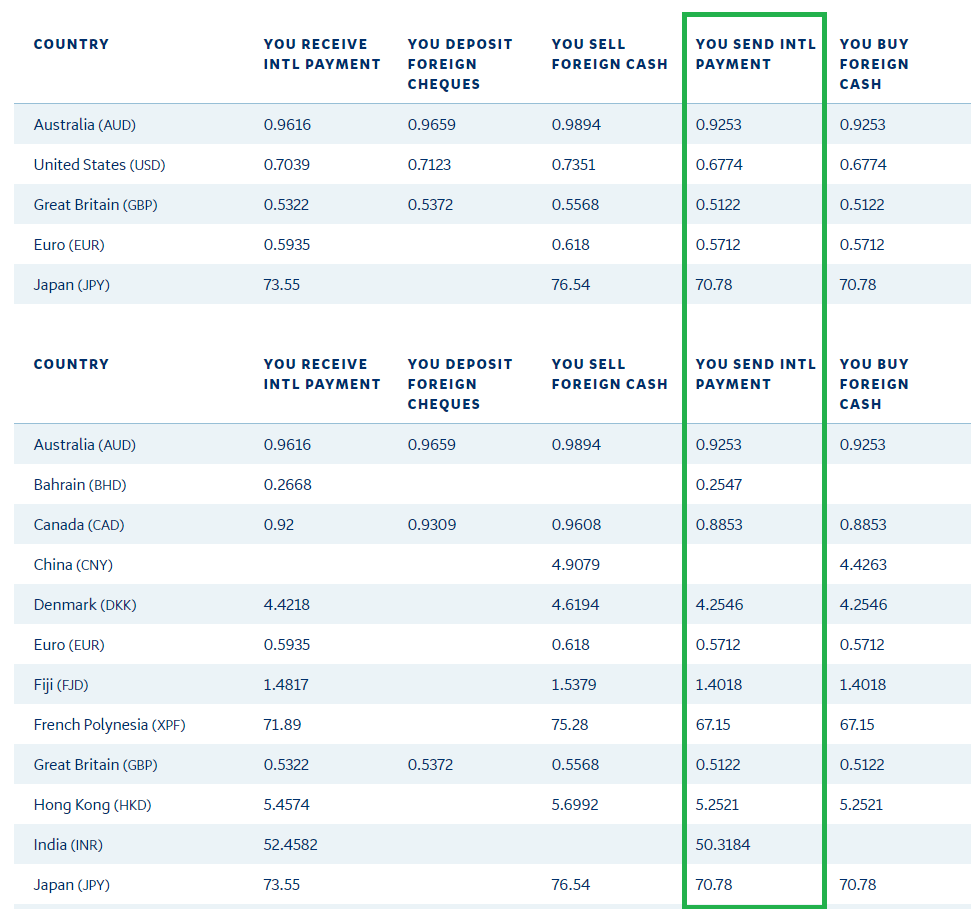 COUNTRY YOU RECEIVE INTL PAYMENT YOU DEPOSIT FOREIGN CHEQUES YOU SELL FOREIGN CASH YOU SEND INTL PAYMENT YOU BUY FOREIGN CASH
Australia (AUD) 0.9616 0.9659 0.9894 0.9253 0.9253
United States (USD) 0.7039 0.7123 0.7351 0.6774 0.6774
Great Britain (GBP) 0.5322 0.5372 0.5568 0.5122 0.5122
Euro (EUR) 0.5935 0.618 0.5712 0.5712
Japan (JPY) 73.55 76.54 70.78 70.78
COUNTRY YOU RECEIVE INTL PAYMENT YOU DEPOSIT FOREIGN CHEQUES YOU SELL FOREIGN CASH YOU SEND INTL PAYMENT YOU BUY FOREIGN CASH
Australia (AUD) 0.9616 0.9659 0.9894 0.9253 0.9253
Bahrain (BHD) 0.2668 0.2547
Canada (CAD) 0.92 0.9309 0.9608 0.8853 0.8853
China (CNY) 4.9079 4.4263
Denmark (DKK) 4.4218 4.6194 4.2546 4.2546
Euro (EUR) 0.5935 0.618 0.5712 0.5712
Fiji (FJD) 1.4817 1.5379 1.4018 1.4018
French Polynesia (XPF) 71.89 75.28 67.15 67.15
Great Britain (GBP) 0.5322 0.5372 0.5568 0.5122 0.5122
Hong Kong (HKD) 5.4574 5.6992 5.2521 5.2521
India (INR) 52.4582 50.3184
Japan (JPY) 73.55 76.54 70.78 70.78